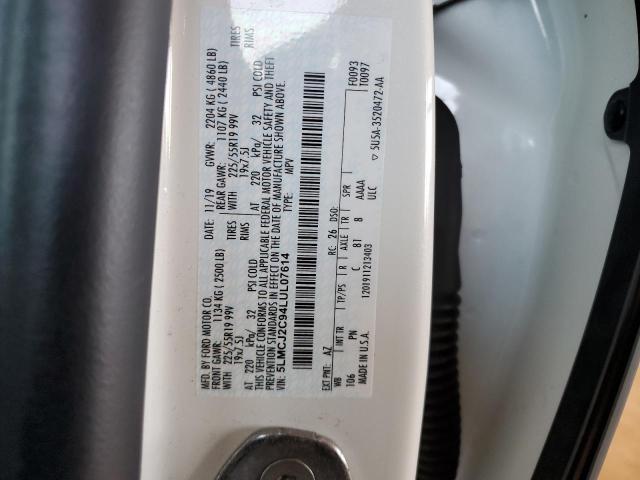 MFD. BY FORD MOTOR CO.
DATE: 11/19 GVWR: 2204 KG ( 4860 LB)
FRONT GAWR: 1134 KG ( 2500 LB) REAR GAWR: 1107 KG ( 2440 LB)
WITH 225/55R19 99V TIRES WITH 225/55R19 99V TIRES
19x7.5J RIMS 19x7.5J RIMS
AT 220 kPa/ 32 PSI COLD AT 220 kPa/ 32 PSI COLD
THIS VEHICLE CONFORMS TO ALL APPLICABLE FEDERAL MOTOR VEHICLE SAFETY AND THEFT
PREVENTION STANDARDS IN EFFECT ON THE DATE OF MANUFACTURE SHOWN ABOVE.
VIN: 5LMCJ2C94LUL07614 TYPE: MPV
F0093
T0097
EXT PNT: AZ RC: 26 DSO:
WB INT TR TP/PS R AXLE TR SPR
106 PN C 81 8 AAAA
ULC
MADE IN U.S.A. 1201911213403
SU5A-3520472-AA